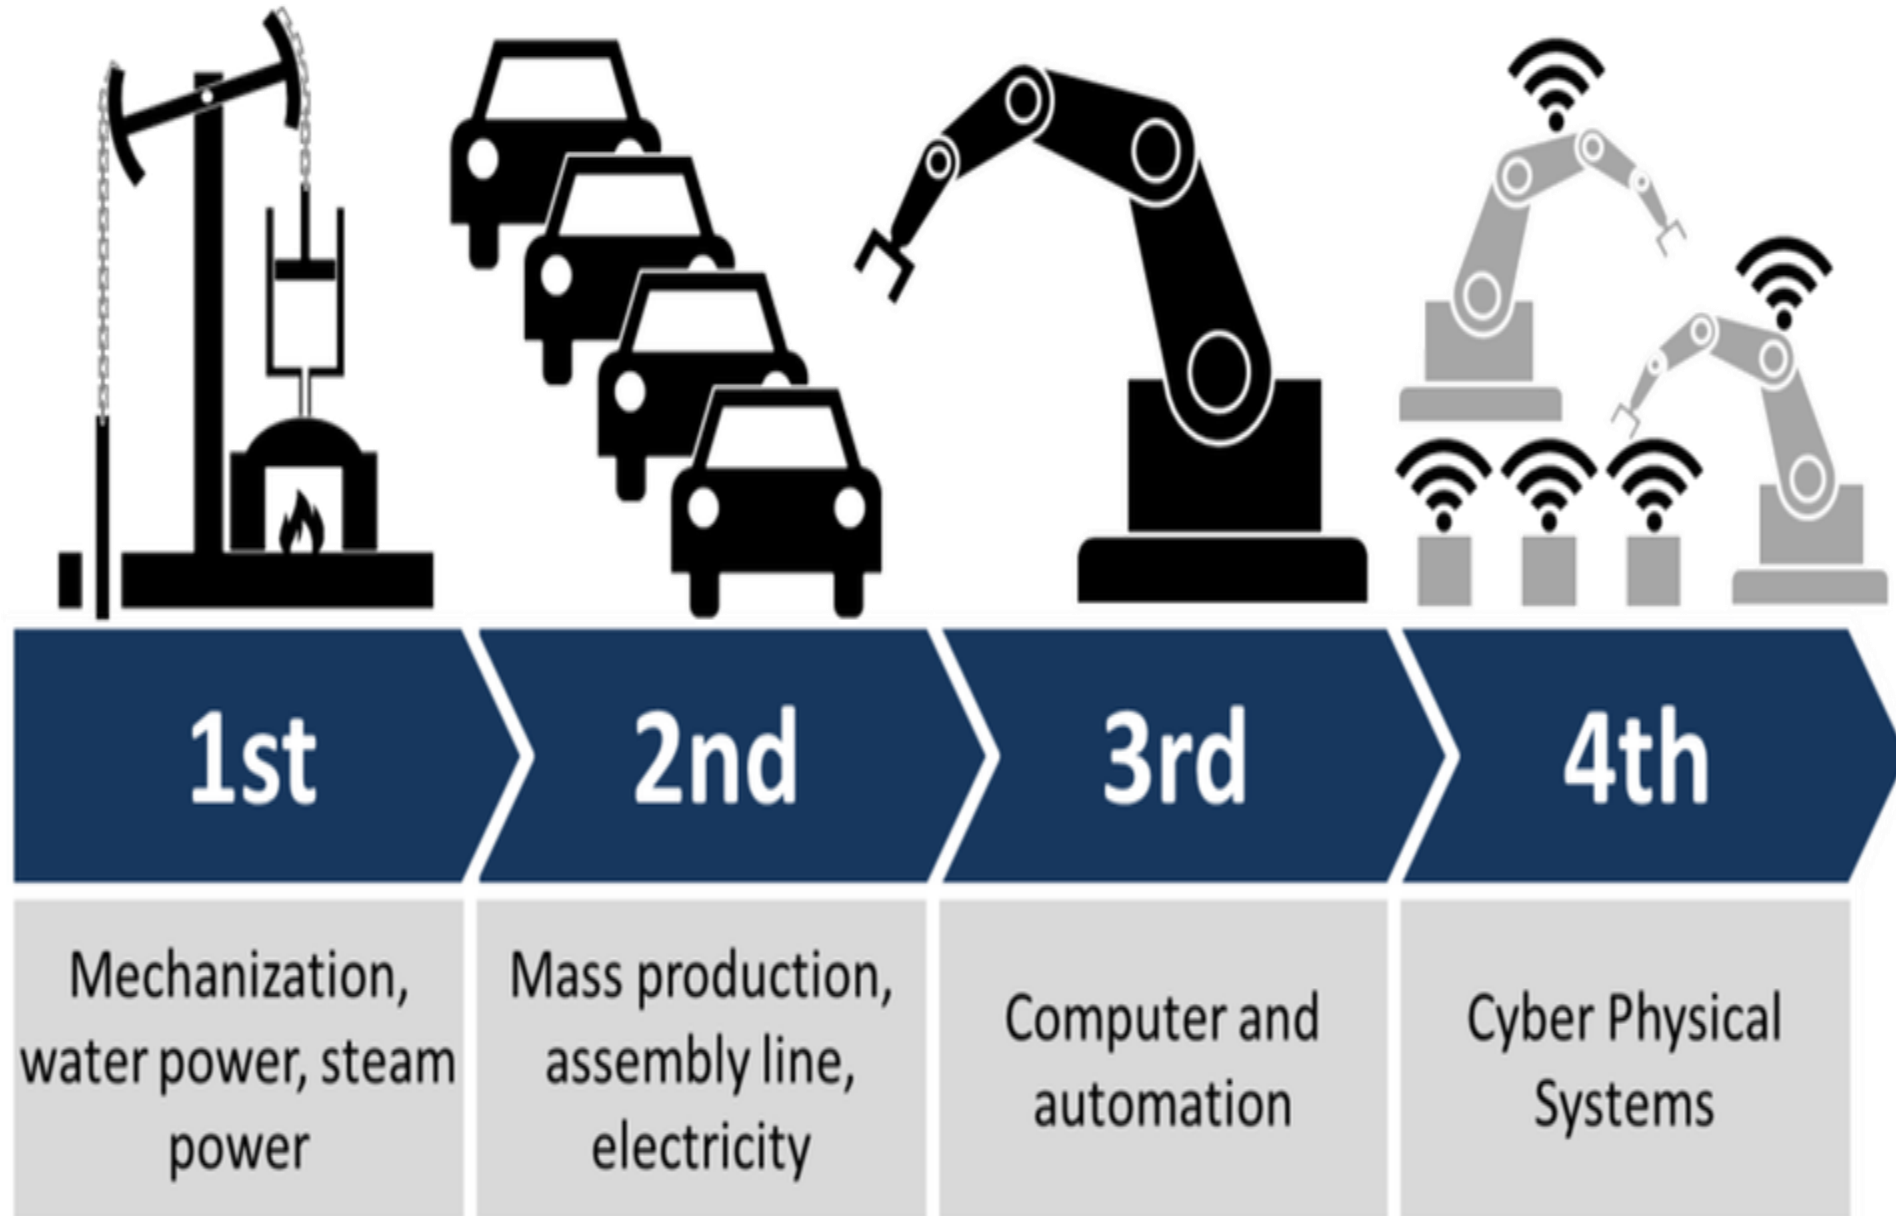 1st
2nd
3rd
4th
Mechanization,
water power, steam
power
Mass production,
assembly line,
electricity
Computer and
automation
Cyber Physical
Systems